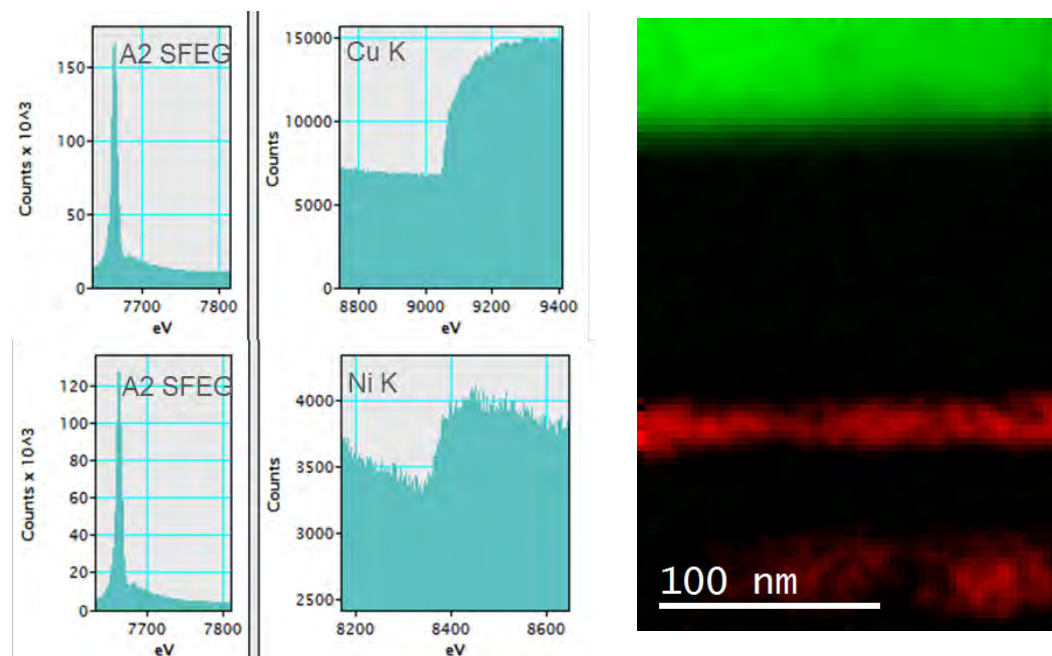 A2 SFEG
Counts x 10^3
150
100
50
0
7700 7800
eV
Cu K
Counts
15000
10000
5000
0
8800 9000 9200 9400
eV
A2 SFEG
Counts x 10^3
120
100
80
60
40
20
0
7700 7800
eV
Ni K
Counts
4000
3500
3000
2500
8200 8400 8600
eV
100 nm